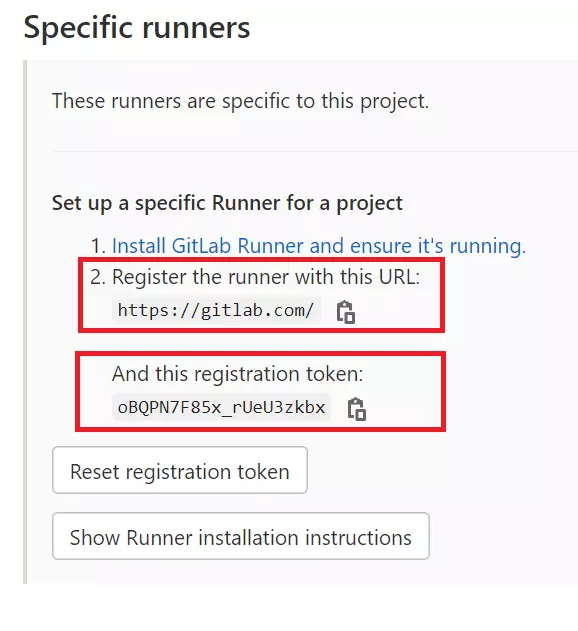 Specific runners
These runners are specific to this project.
Set up a specific Runner for a project
1. Install GitLab Runner and ensure it's running.
2. Register the runner with this URL:
https://gitlab.com/
And this registration token:
oBQPN7F85x_rUeU3zkbx
Reset registration token
Show Runner installation instructions